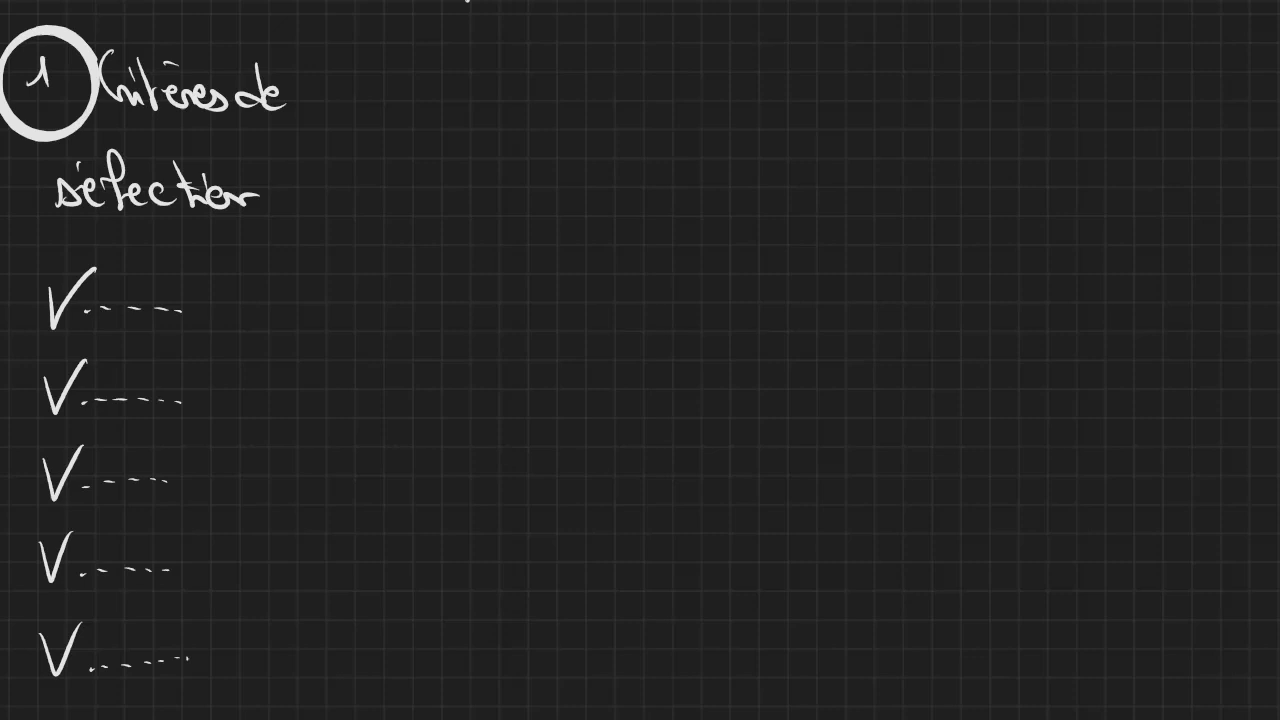 1 Critères de
sélection
✓-----
✓-----
✓-----
✓-----
✓-----